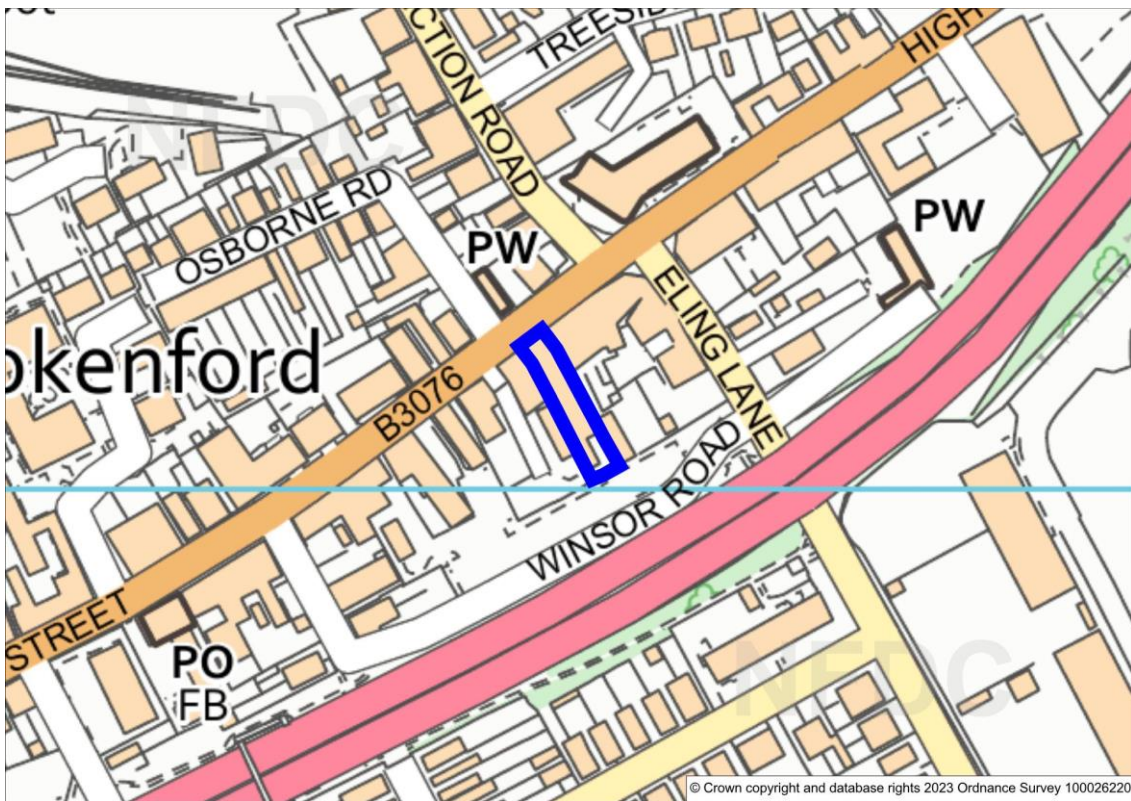 ot
CTION ROAD
TREESID
HIGH
NFDC
OSBORNE RD
PW
PW
okenford
B3076
ELING LANE
WINSOR ROAD
STREET
PO
FB
NFDC
© Crown copyright and database rights 2023 Ordnance Survey 100026220